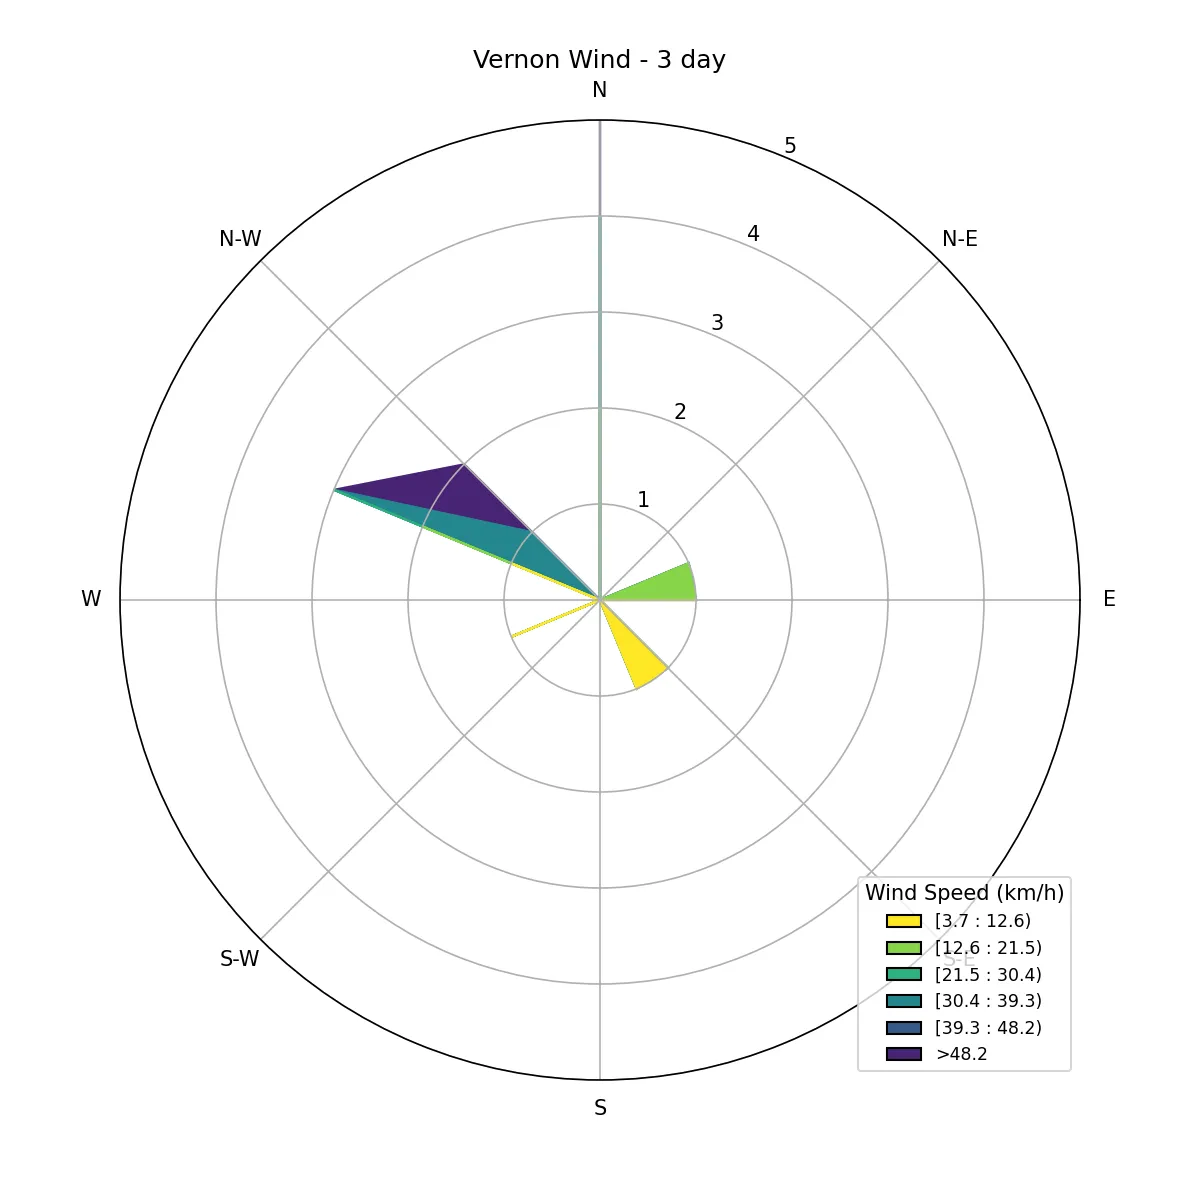 Vernon Wind - 3 day
N
5
N-W
N-E
4
3
2
1
W
E
Wind Speed (km/h)
[3.7 : 12.6)
[12.6 : 21.5)
S-W
S-E
[21.5 : 30.4)
[30.4 : 39.3)
[39.3 : 48.2)
>48.2
S